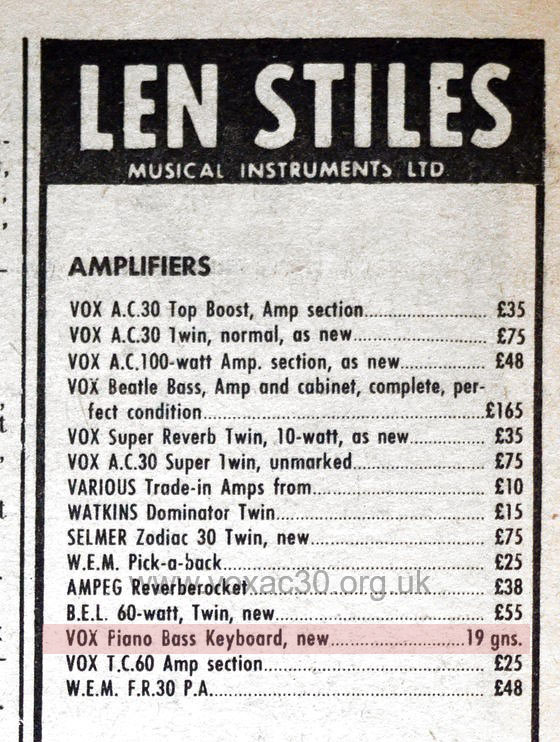 LEN STILES
MUSICAL INSTRUMENTS LTD
AMPLIFIERS
VOX A.C.30 Top Boost, Amp section.................... £35
VOX A.C.30 Twin, normal, as new...................... £75
VOX A.C.100-watt Amp. section, as new.............. £48
VOX Beatle Bass, Amp and cabinet, complete, per-
fect condition............................................£165
VOX Super Reverb Twin, 10-watt, as new............ £35
VOX A.C.30 Super Twin, unmarked..................... £75
VARIOUS Trade-in Amps from........................... £10
WATKINS Dominator Twin................................ £15
SELMER Zodiac 30 Twin, new............................ £75
W.E.M. Pick-a-back........................................ £25
www.voxac30.org.uk
AMPEG Reverberocket.................................... £38
B.E.L. 60-watt, Twin, new................................ £55
VOX Piano Bass Keyboard, new.......................19 gns.
VOX T.C.60 Amp section.................................. £25
W.E.M. F.R.30 P.A.......................................... £48